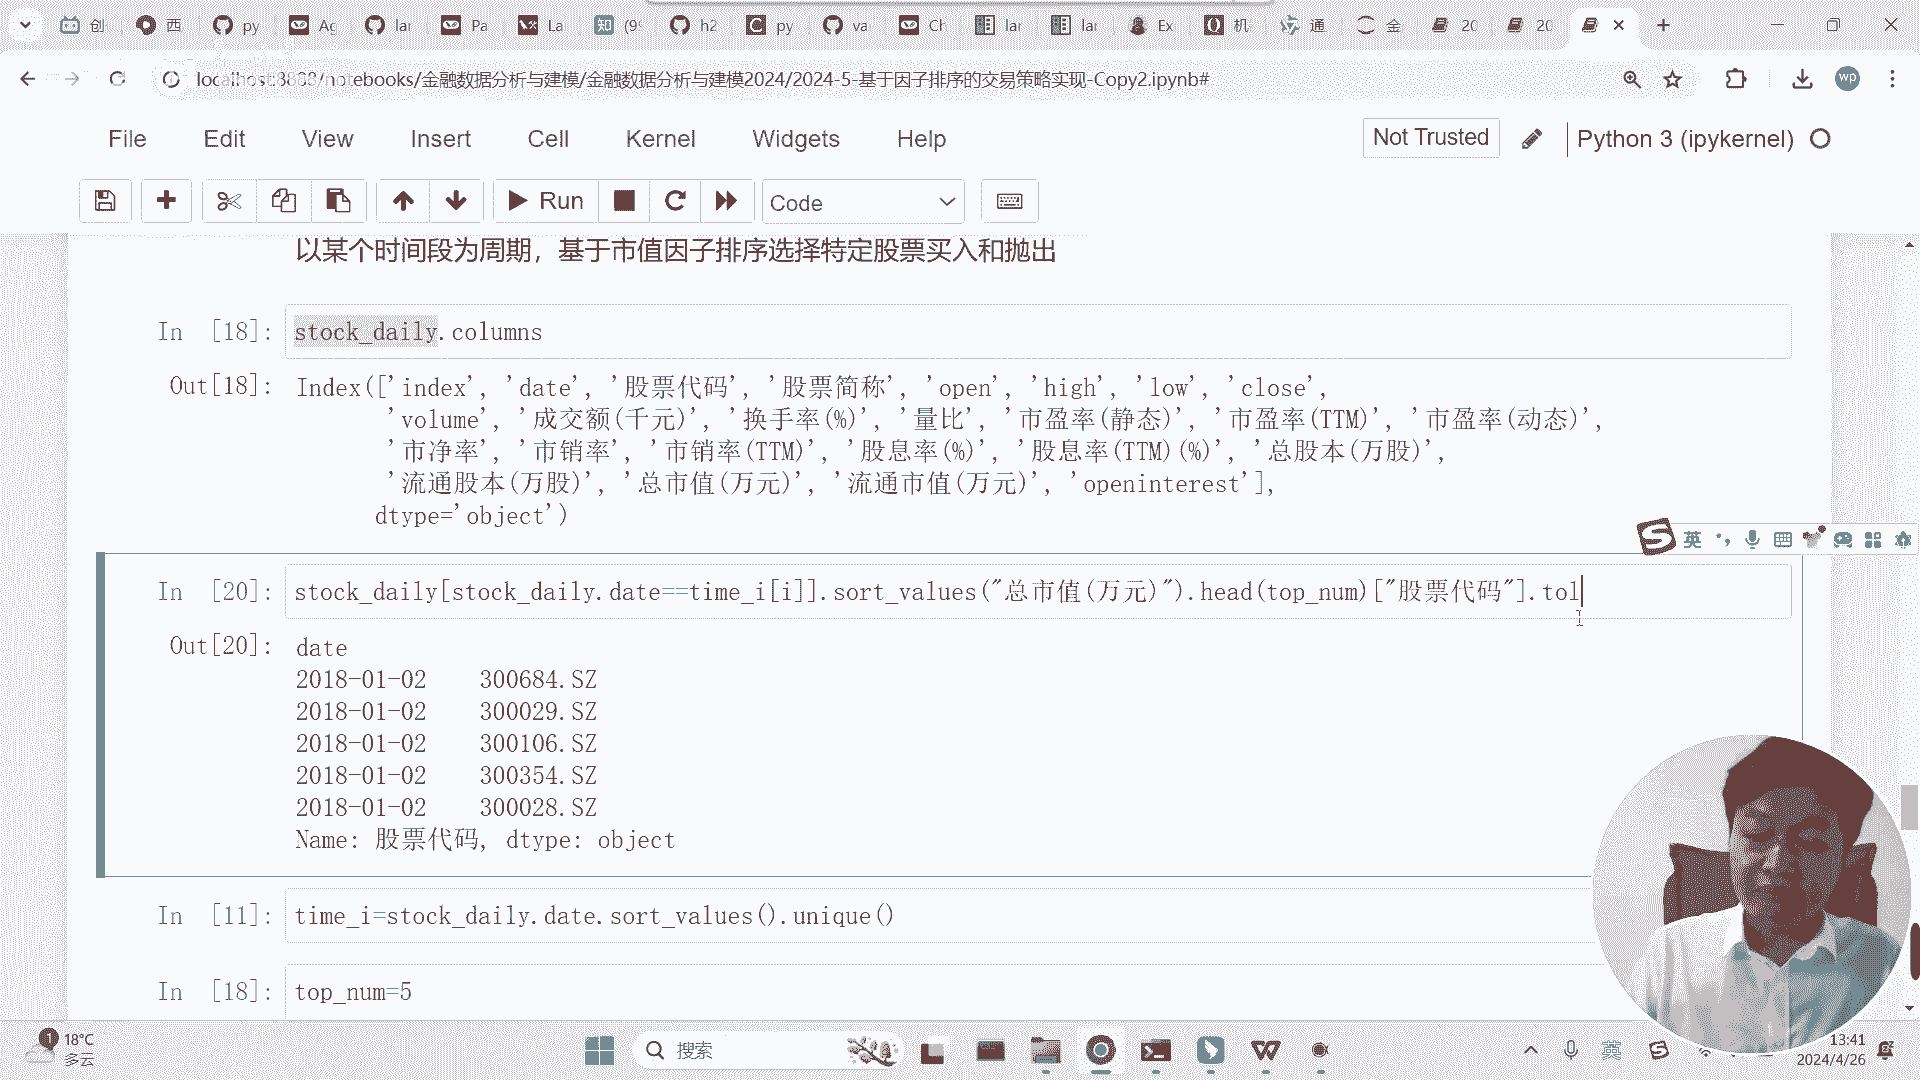 创 西 py Ag lar Pa La 知 (9 h2 py va Ch lar lar Ex 机 通 金 20 20
localhost:8888/notebooks/金融数据分析与建模/金融数据分析与建模2024/2024-5-基于因子排序的交易策略实现-Copy2.ipynb#
wp
File Edit View Insert Cell Kernel Widgets Help Not Trusted Python 3 (ipykernel)
Run Code
以某个时间段为周期，基于市值因子排序选择特定股票买入和抛出
In [18]: stock_daily.columns
Out[18]: Index(['index', 'date', '股票代码', '股票简称', 'open', 'high', 'low', 'close',
'volume', '成交额(千元)', '换手率(%)', '量比', '市盈率(静态)', '市盈率(TTM)', '市盈率(动态)',
'市净率', '市销率', '市销率(TTM)', '股息率(%)', '股息率(TTM)(%)', '总股本(万股)',
'流通股本(万股)', '总市值(万元)', '流通市值(万元)', 'openinterest'],
dtype='object')
英
In [20]: stock_daily[stock_daily.date==time_i[i]].sort_values("总市值(万元)").head(top_num)["股票代码"].tol
Out[20]: date
2018-01-02 300684.SZ
2018-01-02 300029.SZ
2018-01-02 300106.SZ
2018-01-02 300354.SZ
2018-01-02 300028.SZ
Name: 股票代码, dtype: object
In [11]: time_i=stock_daily.date.sort_values().unique()
In [18]: top_num=5
1 18°C
多云
搜索
英
13:41
2024/4/26